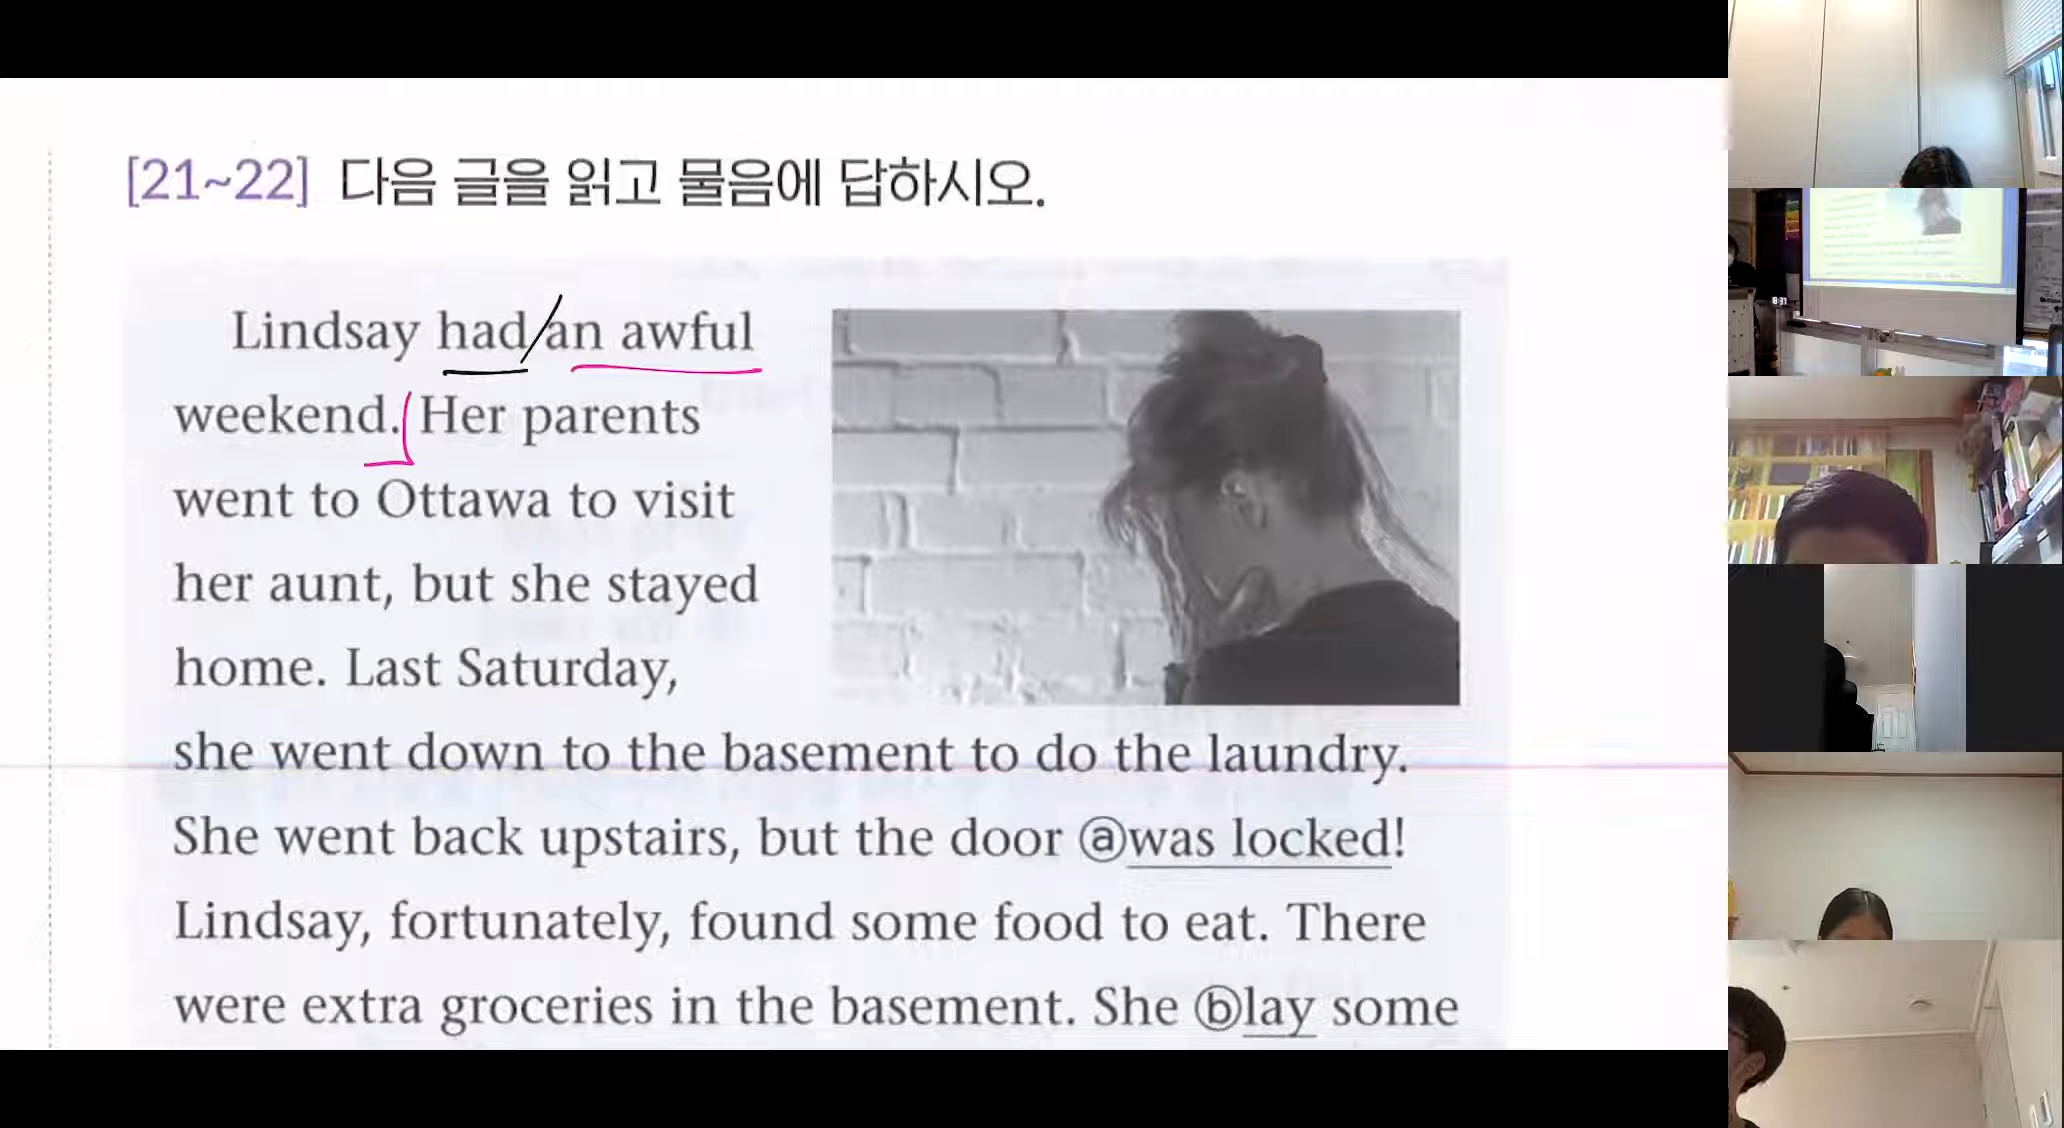 [21~22] 다음 글을 읽고 물음에 답하시오.
Lindsay had an awful
weekend. Her parents
went to Ottawa to visit
her aunt, but she stayed
home. Last Saturday,
she went down to the basement to do the laundry.
She went back upstairs, but the door ⓐwas locked!
Lindsay, fortunately, found some food to eat. There
were extra groceries in the basement. She ⓑlay some